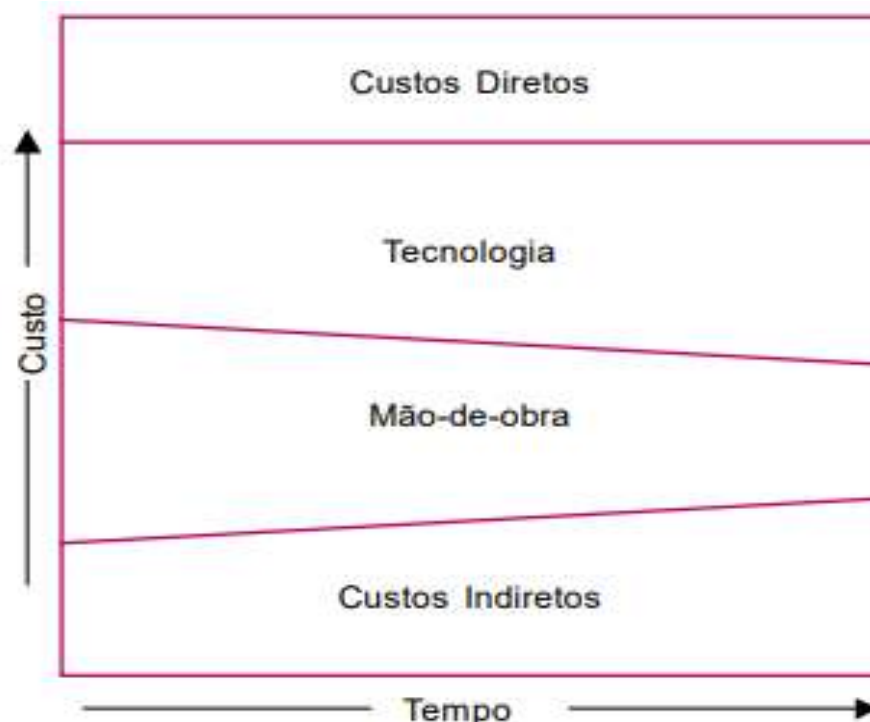 Custos Diretos
Tecnologia
Custo
Mão-de-obra
Custos Indiretos
Tempo